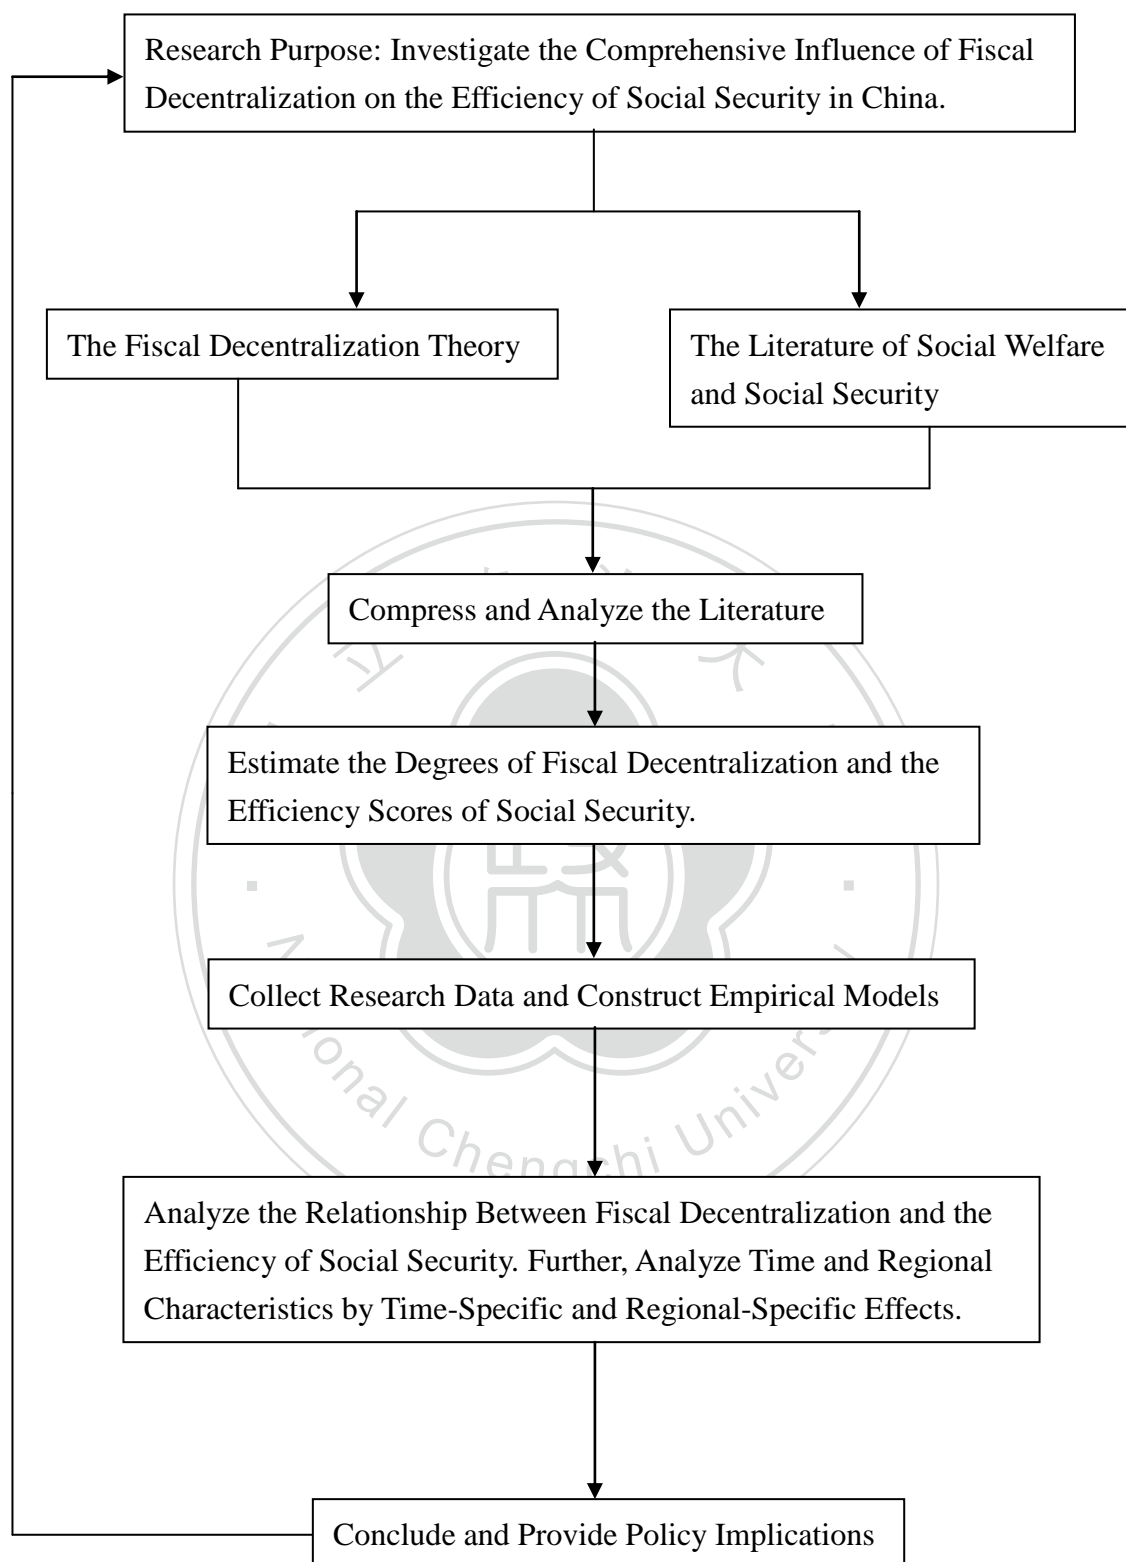 Research Purpose: Investigate the Comprehensive Influence of Fiscal
Decentralization on the Efficiency of Social Security in China.
The Fiscal Decentralization Theory
The Literature of Social Welfare
and Social Security
Compress and Analyze the Literature
立
大
Estimate the Degrees of Fiscal Decentralization and the
Efficiency Scores of Social Security.
Collect Research Data and Construct Empirical Models
Chengchi
Analyze the Relationship Between Fiscal Decentralization and the
Efficiency of Social Security. Further, Analyze Time and Regional
Characteristics by Time-Specific and Regional-Specific Effects.
Conclude and Provide Policy Implications